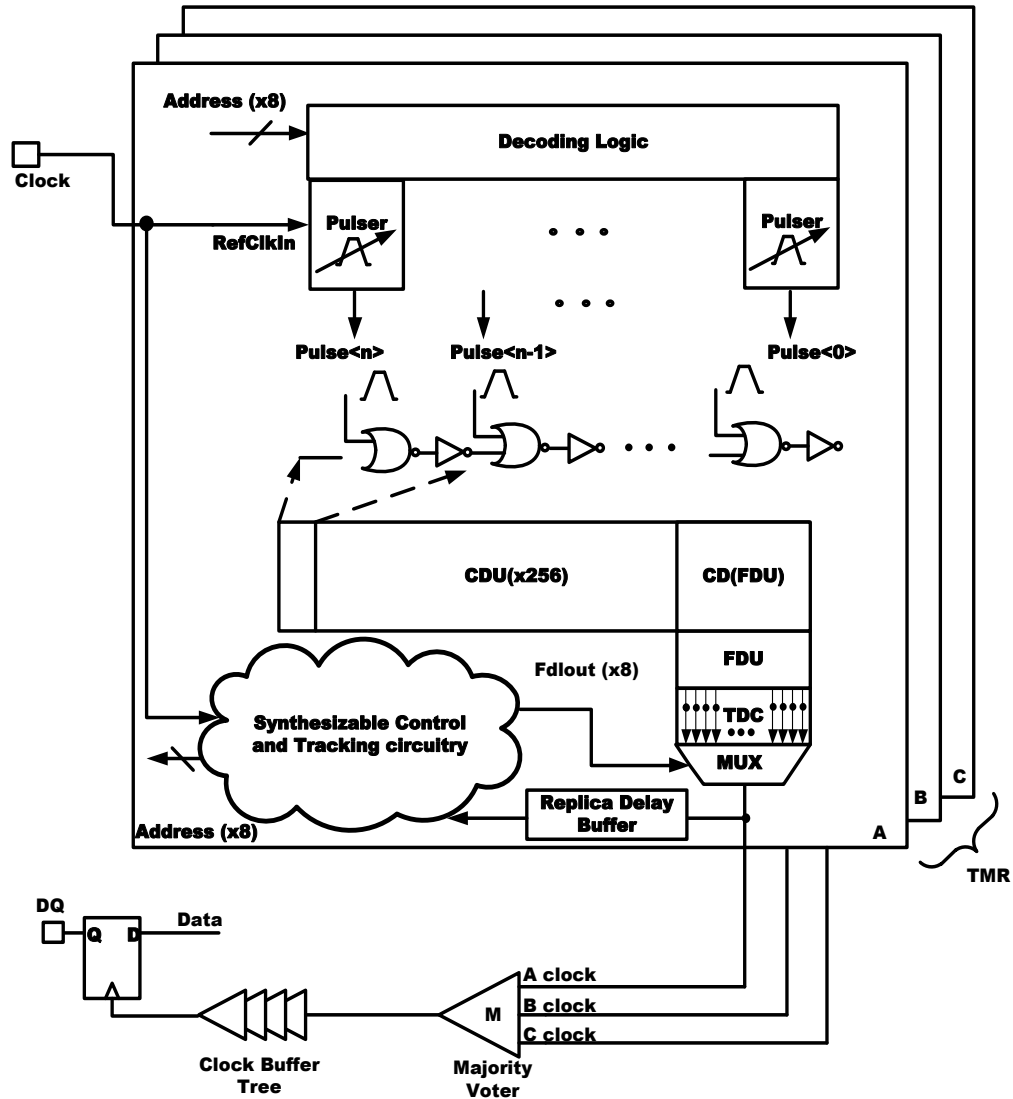 Address (x8)
Decoding Logic
Clock
Pulser
Pulser
RefClkIn
Pulse<n>
Pulse<n-1>
Pulse<0>
CDU(x256)
CD(FDU)
FDU
Fdlout (x8)
TDC
Synthesizable Control
and Tracking circuitry
MUX
C
B
Replica Delay
Buffer
Address (x8)
A
TMR
DQ
Data
Q
D
A clock
B clock
M
C clock
Clock Buffer
Tree
Majority
Voter